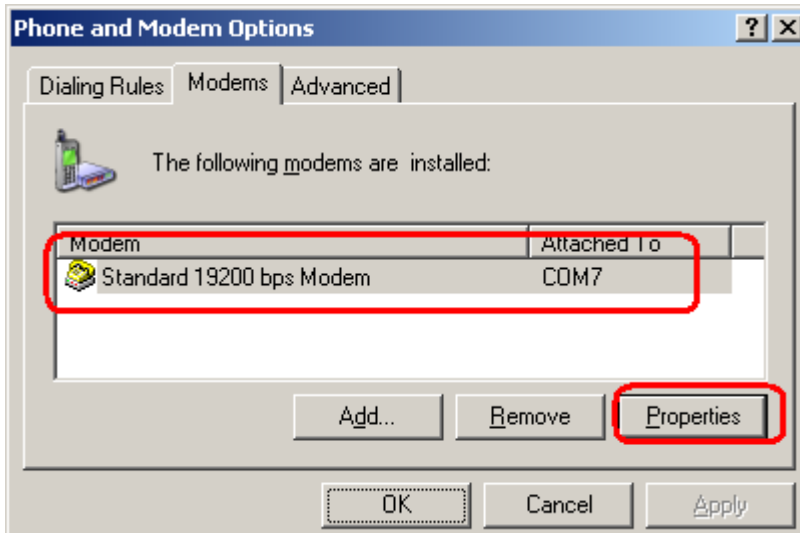 Phone and Modem Options
Dialing Rules Modems Advanced
The following modems are installed:
Modem Attached To
Standard 19200 bps Modem COM7
Add... Remove Properties
OK Cancel Apply